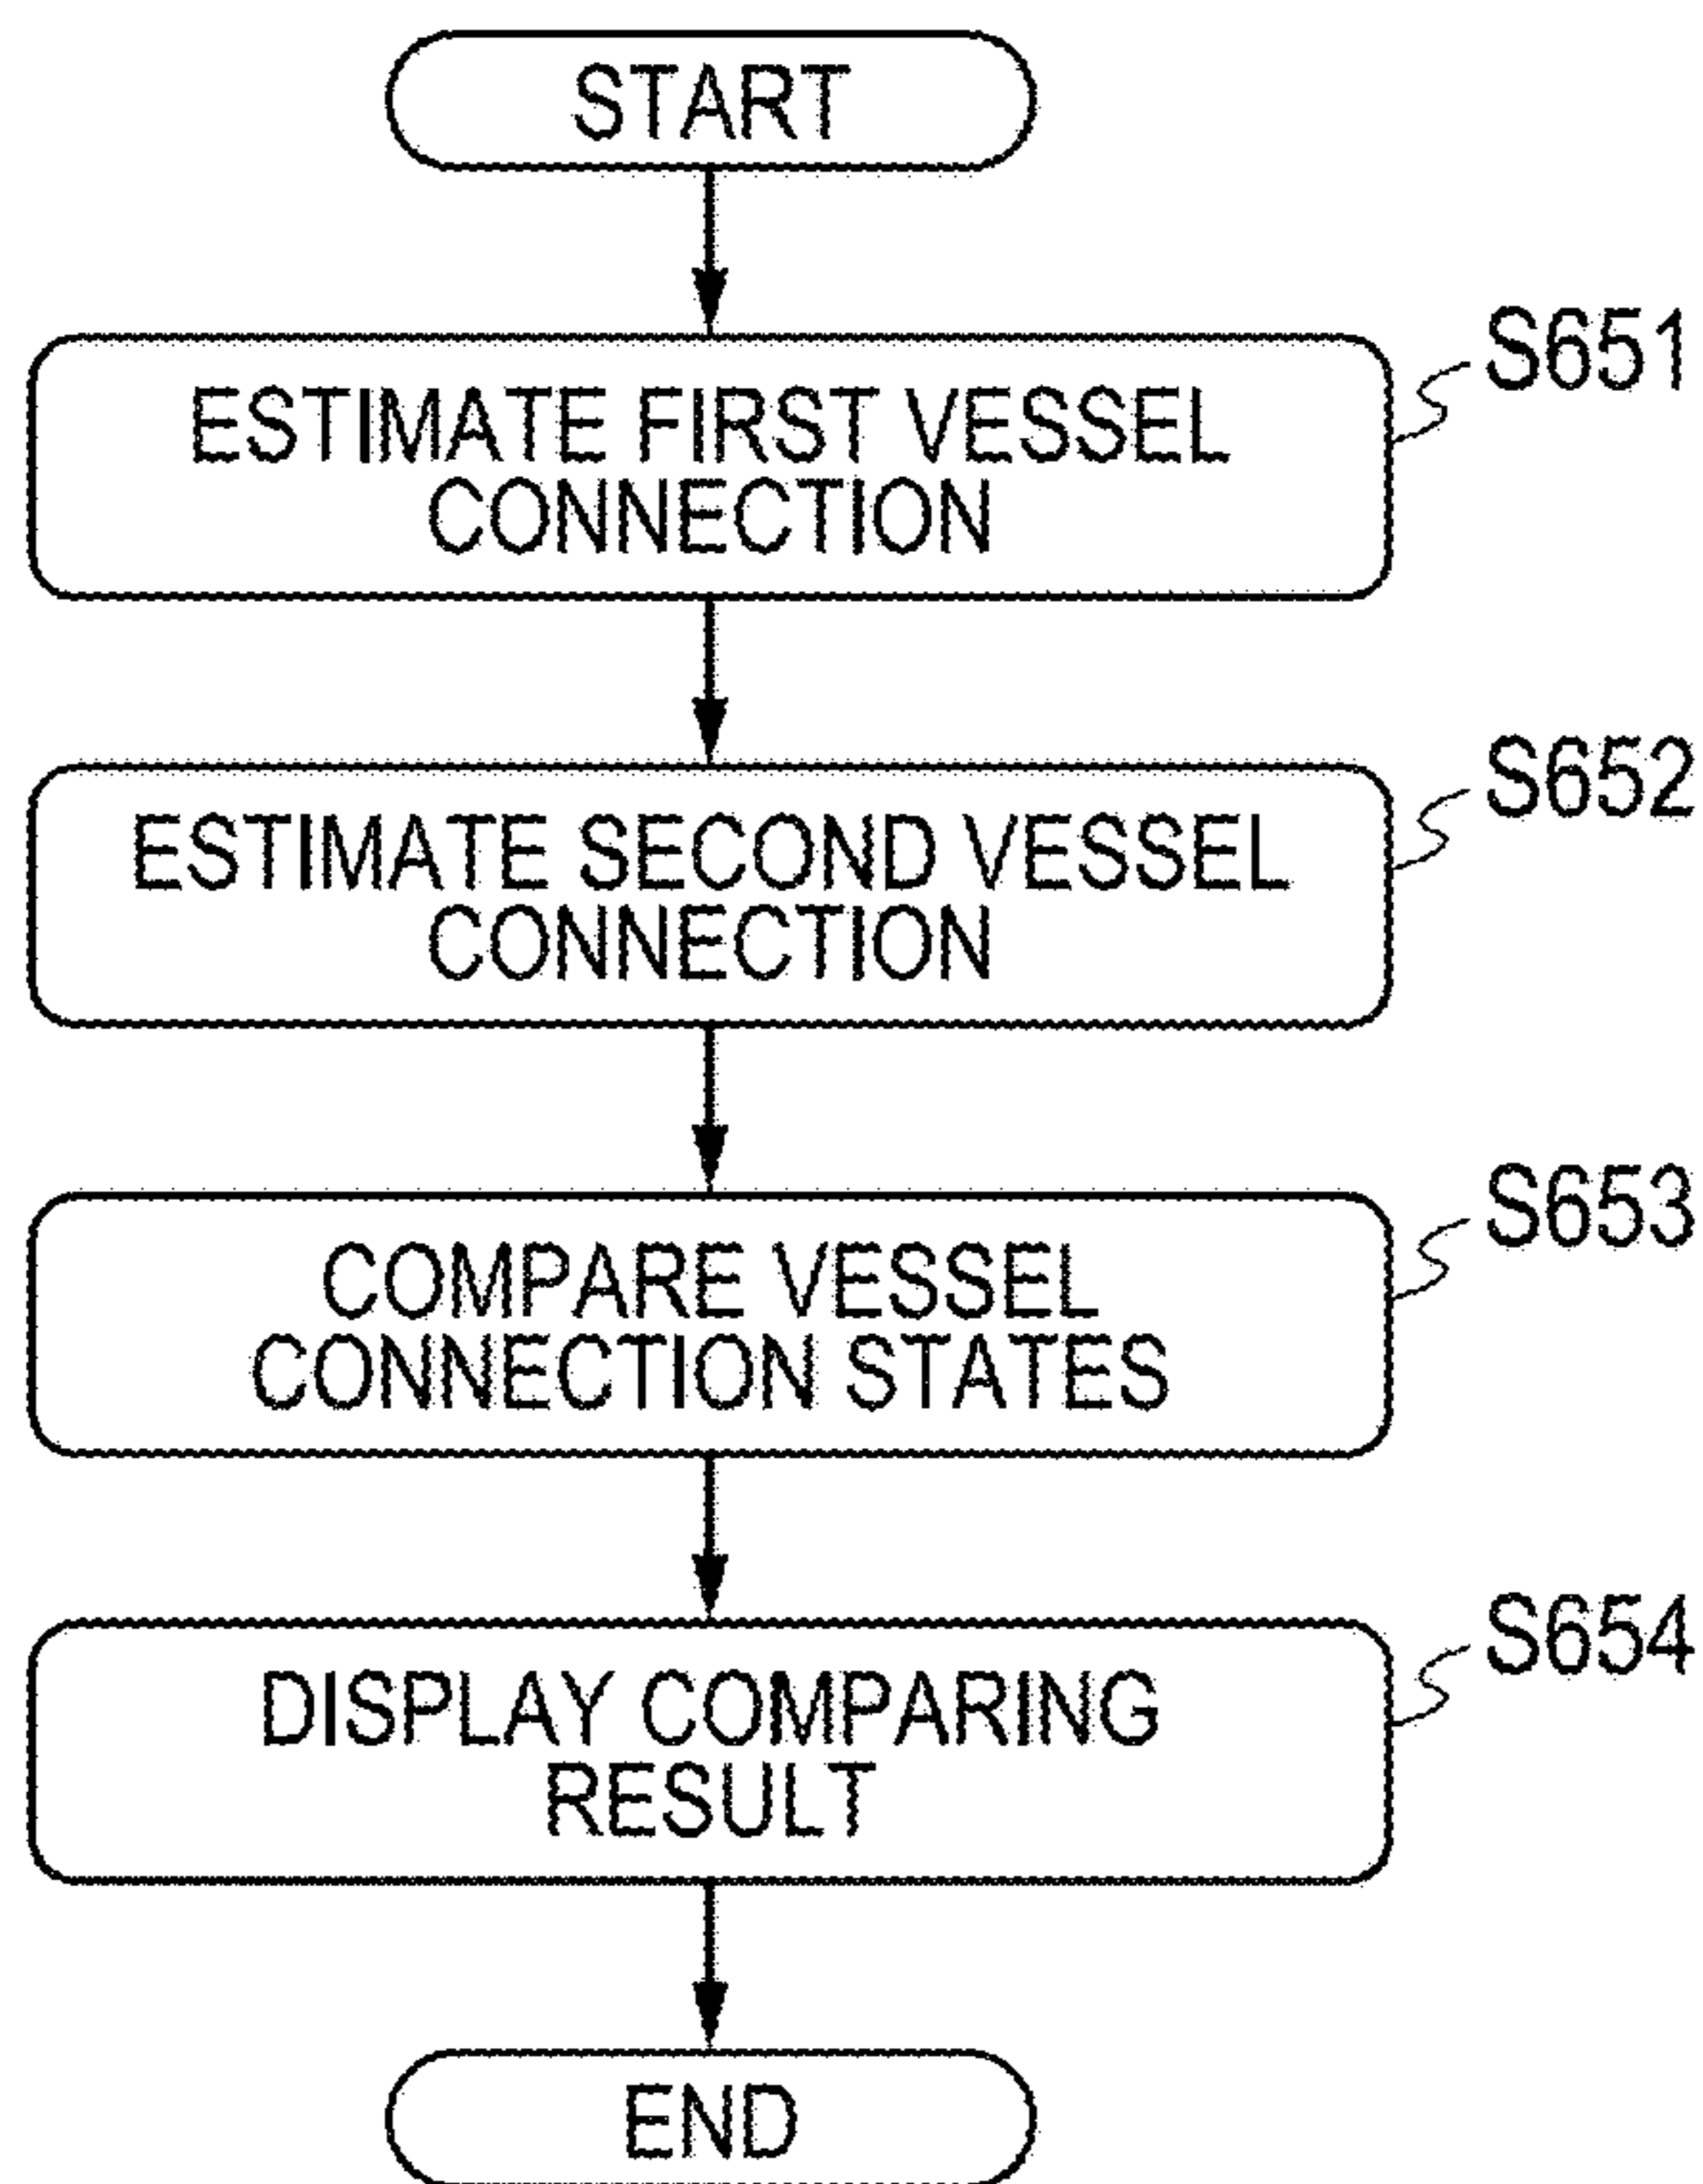 START
S651
ESTIMATE FIRST VESSEL
CONNECTION
S652
ESTIMATE SECOND VESSEL
CONNECTION
S653
COMPARE VESSEL
CONNECTION STATES
S654
DISPLAY COMPARING
RESULT
END